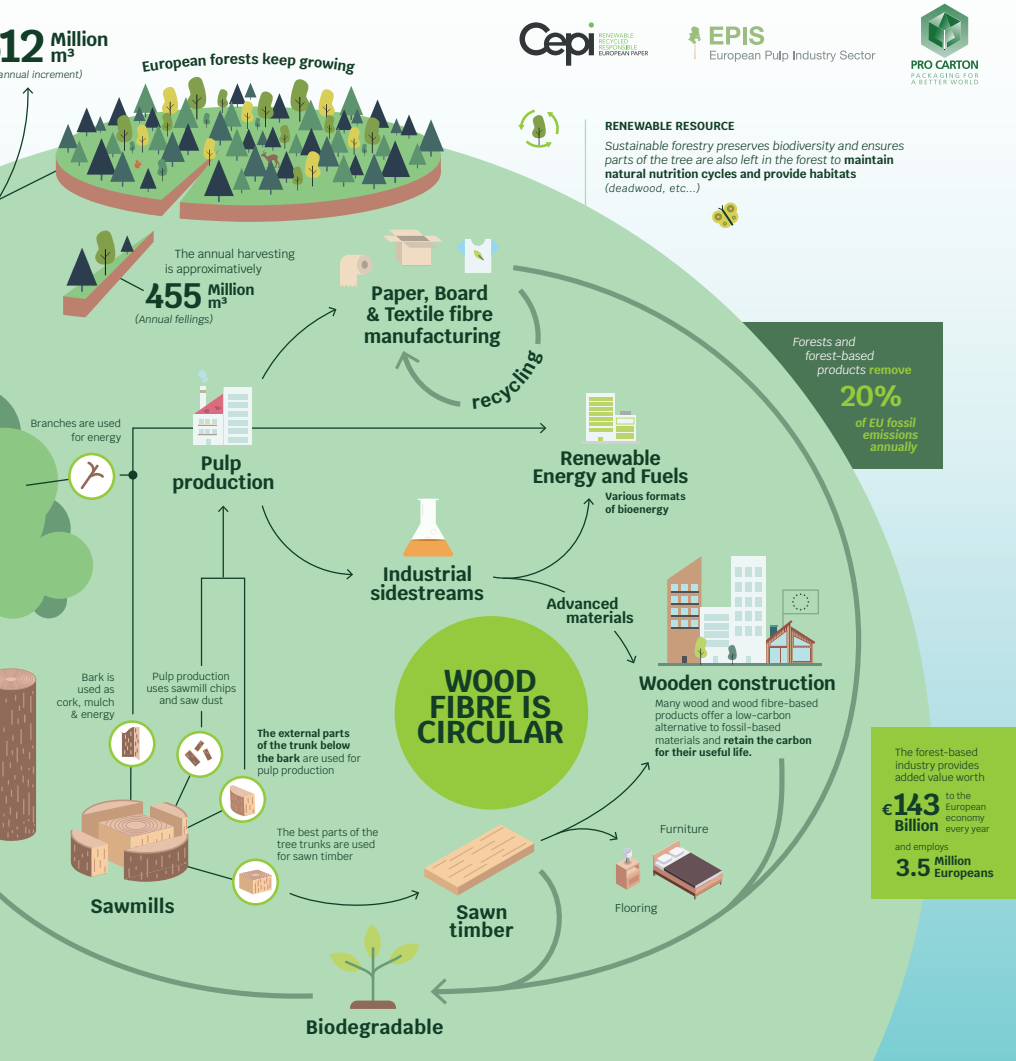 12 Million
m³
annual increment)
European forests keep growing
Cepi
RENEWABLE
RECYCLED
RESPONSIBLE
EUROPEAN PAPER
EPIS
European Pulp Industry Sector
PRO CARTON
PACKAGING FOR
A BETTER WORLD
RENEWABLE RESOURCE
Sustainable forestry preserves biodiversity and ensures
parts of the tree are also left in the forest to maintain
natural nutrition cycles and provide habitats
(deadwood, etc...)
The annual harvesting
is approximatively
455 Million
m³
(Annual fellings)
Paper, Board
& Textile fibre
manufacturing
recycling
Forests and
forest-based
products remove
20%
of EU fossil
emissions
annually
Branches are used
for energy
Pulp
production
Renewable
Energy and Fuels
Various formats
of bioenergy
Industrial
sidestreams
Advanced
materials
WOOD
FIBRE IS
CIRCULAR
Wooden construction
Many wood and wood fibre-based
products offer a low-carbon
alternative to fossil-based
materials and retain the carbon
for their useful life.
Bark is
used as
cork, mulch
& energy
Pulp production
uses sawmill chips
and saw dust
The external parts
of the trunk below
the bark are used for
pulp production
The best parts of the
tree trunks are used
for sawn timber
Sawmills
Sawn
timber
Furniture
Flooring
The forest-based
industry provides
added value worth
€143
Billion
to the
European
economy
every year
and employs
3.5 Million
Europeans
Biodegradable